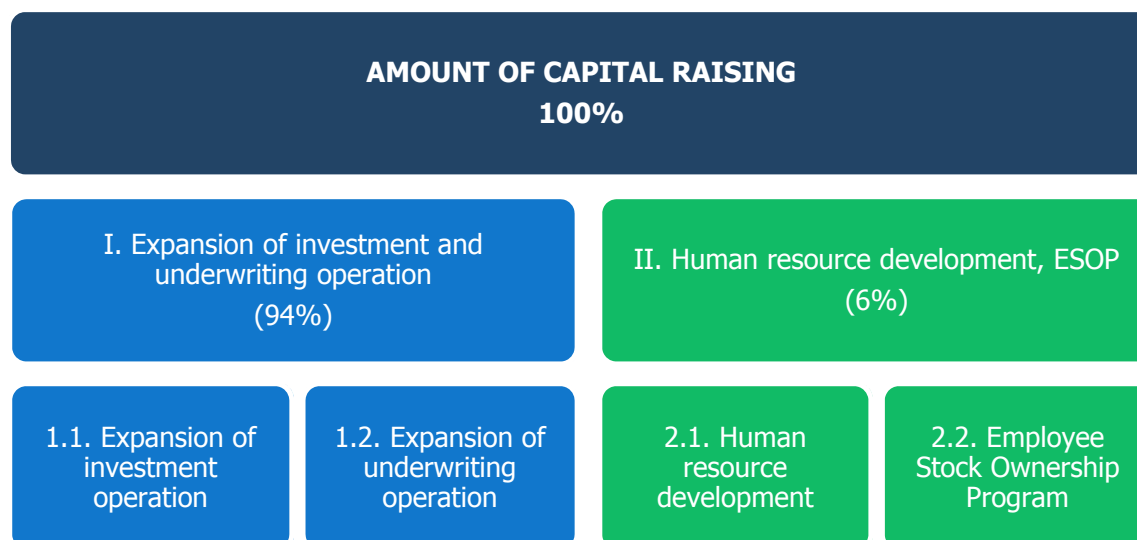 AMOUNT OF CAPITAL RAISING
100%
I. Expansion of investment and
underwriting operation
(94%)
II. Human resource development, ESOP
(6%)
1.1. Expansion of
investment
operation
1.2. Expansion of
underwriting
operation
2.1. Human
resource
development
2.2. Employee
Stock Ownership
Program